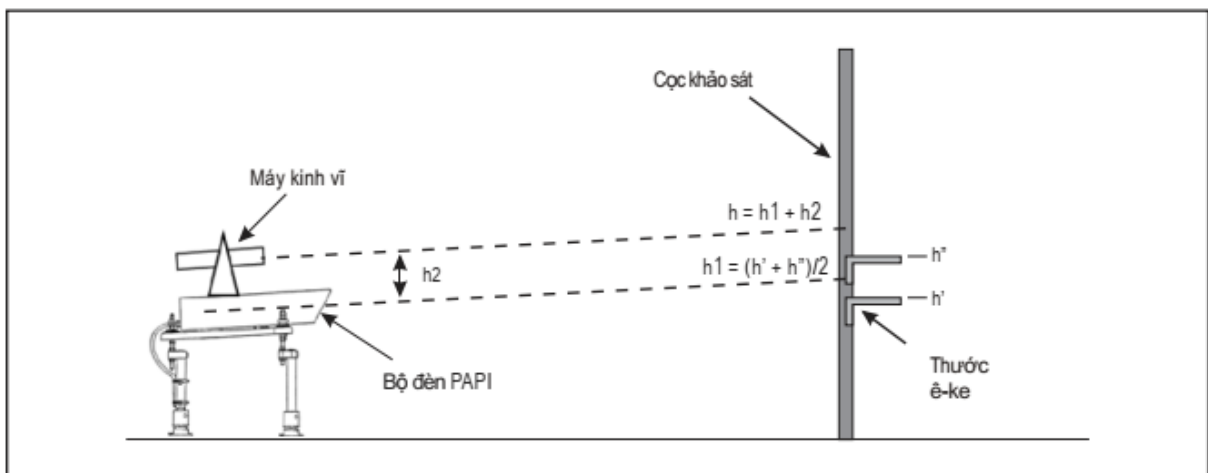 Cọc khảo sát
Máy kinh vĩ
h = h1 + h2
h2
h1 = (h' + h")/2
h"
h'
Bộ đèn PAPI
Thước
ê-ke